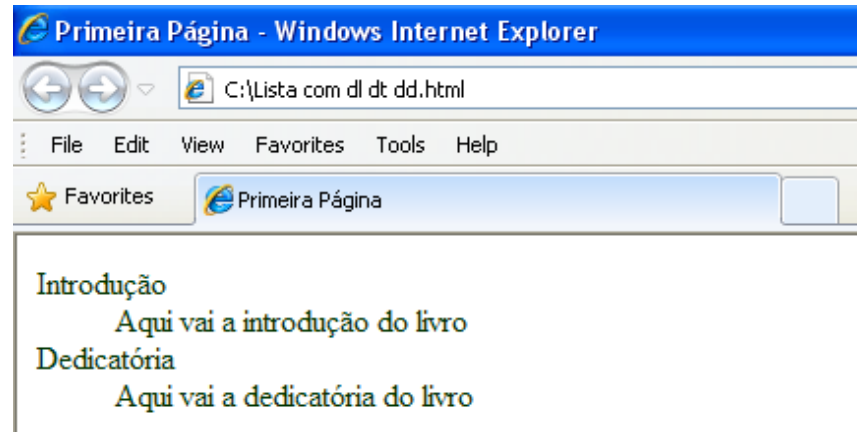 Primeira Página - Windows Internet Explorer
C:\Lista com dl dt dd.html
File Edit View Favorites Tools Help
Favorites Primeira Página
Introdução
Aqui vai a introdução do livro
Dedicatória
Aqui vai a dedicatória do livro